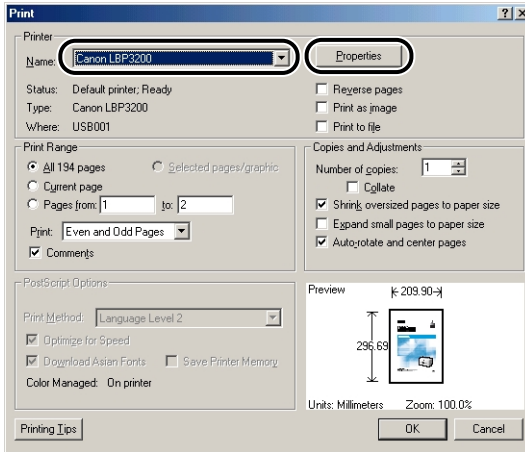 Print
Printer
Name: Canon LBP3200
Properties
Status: Default printer; Ready
Type: Canon LBP3200
Where: USB001
Reverse pages
Print as image
Print to file
Print Range
All 194 pages
Selected pages/graphic
Current page
Pages from: 1 to: 2
Print: Even and Odd Pages
Comments
Copies and Adjustments
Number of copies: 1
Collate
Shrink oversized pages to paper size
Expand small pages to paper size
Auto-rotate and center pages
PostScript Options
Print Method: Language Level 2
Optimize for Speed
Download Asian Fonts
Save Printer Memory
Color Managed: On printer
Preview
209.90
296.69
Units: Millimeters Zoom: 100.0%
Printing Tips
OK
Cancel